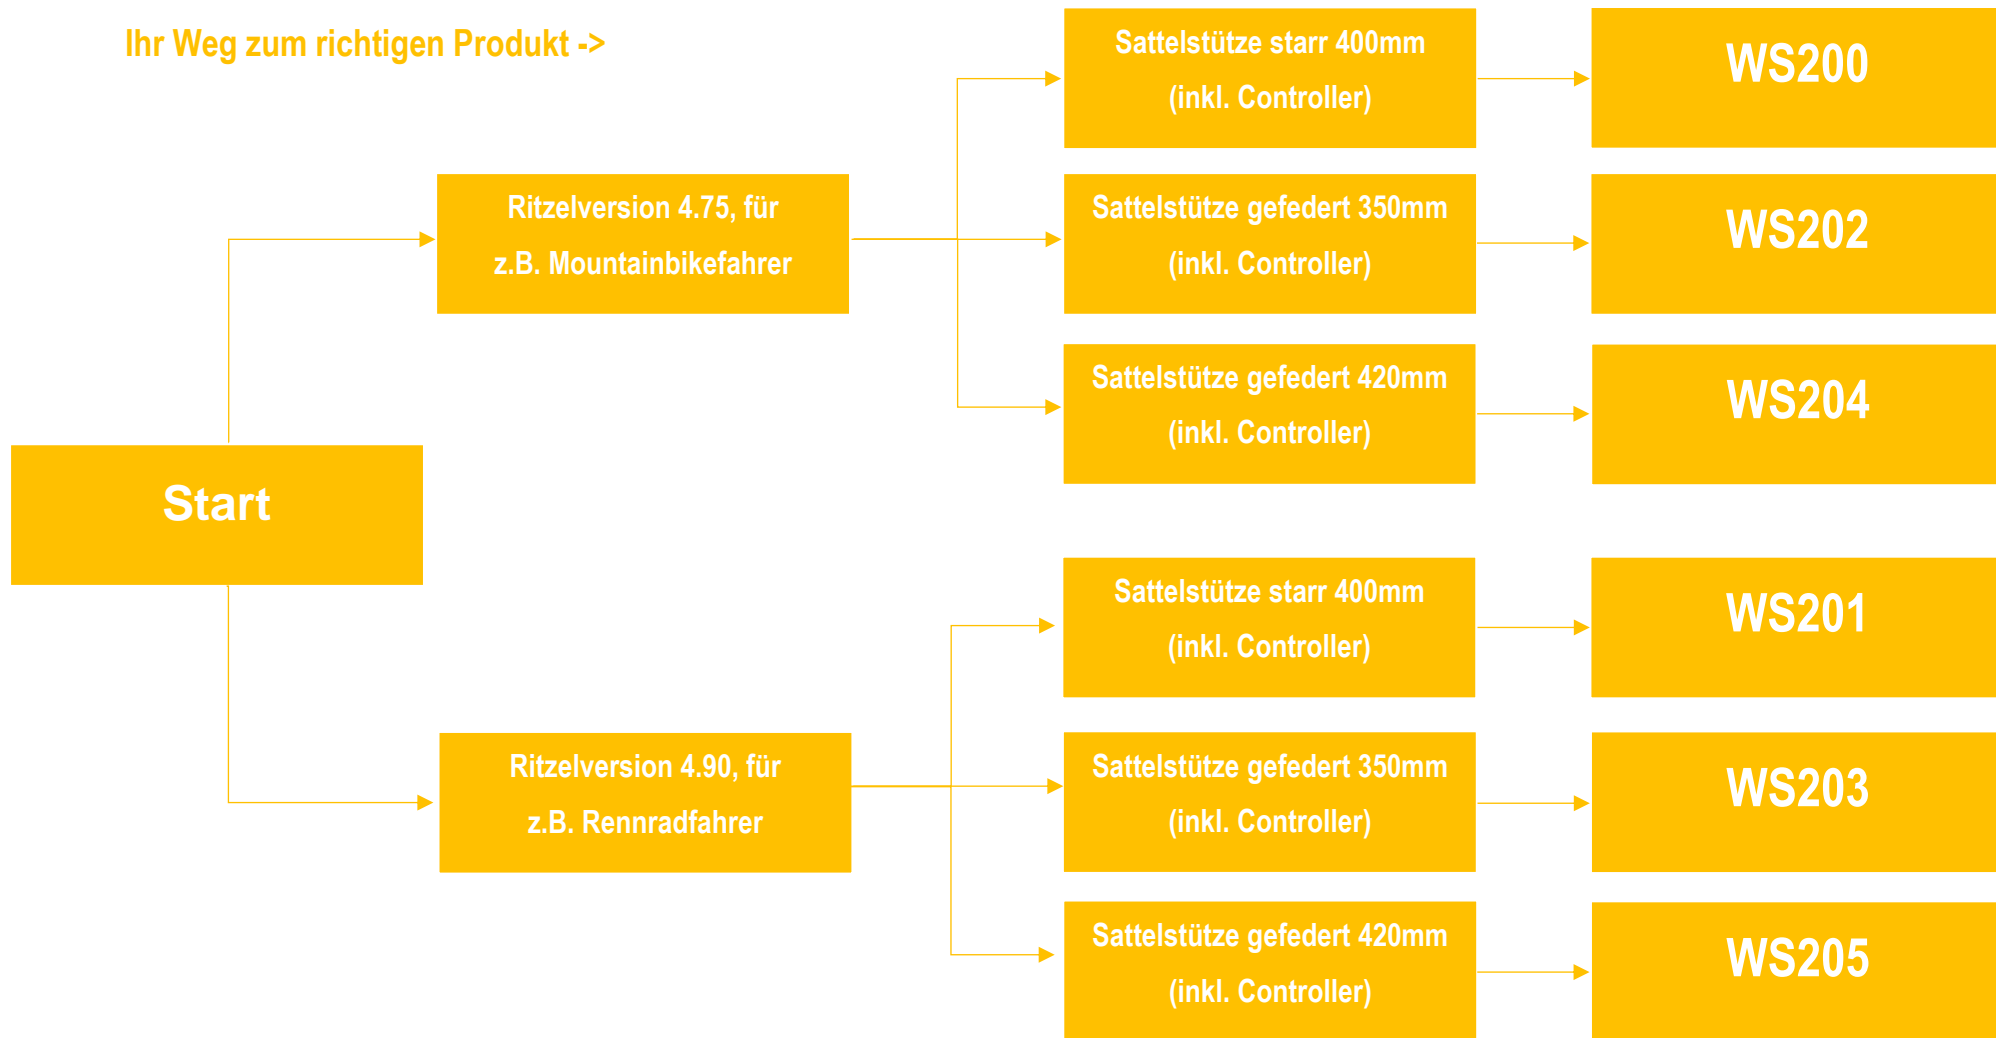 Ihr Weg zum richtigen Produkt ->
Start
Ritzelversion 4.75, für
z.B. Mountainbikefahrer
Sattelstütze starr 400mm
(inkl. Controller)
WS200
Sattelstütze gefedert 350mm
(inkl. Controller)
WS202
Sattelstütze gefedert 420mm
(inkl. Controller)
WS204
Ritzelversion 4.90, für
z.B. Rennradfahrer
Sattelstütze starr 400mm
(inkl. Controller)
WS201
Sattelstütze gefedert 350mm
(inkl. Controller)
WS203
Sattelstütze gefedert 420mm
(inkl. Controller)
WS205